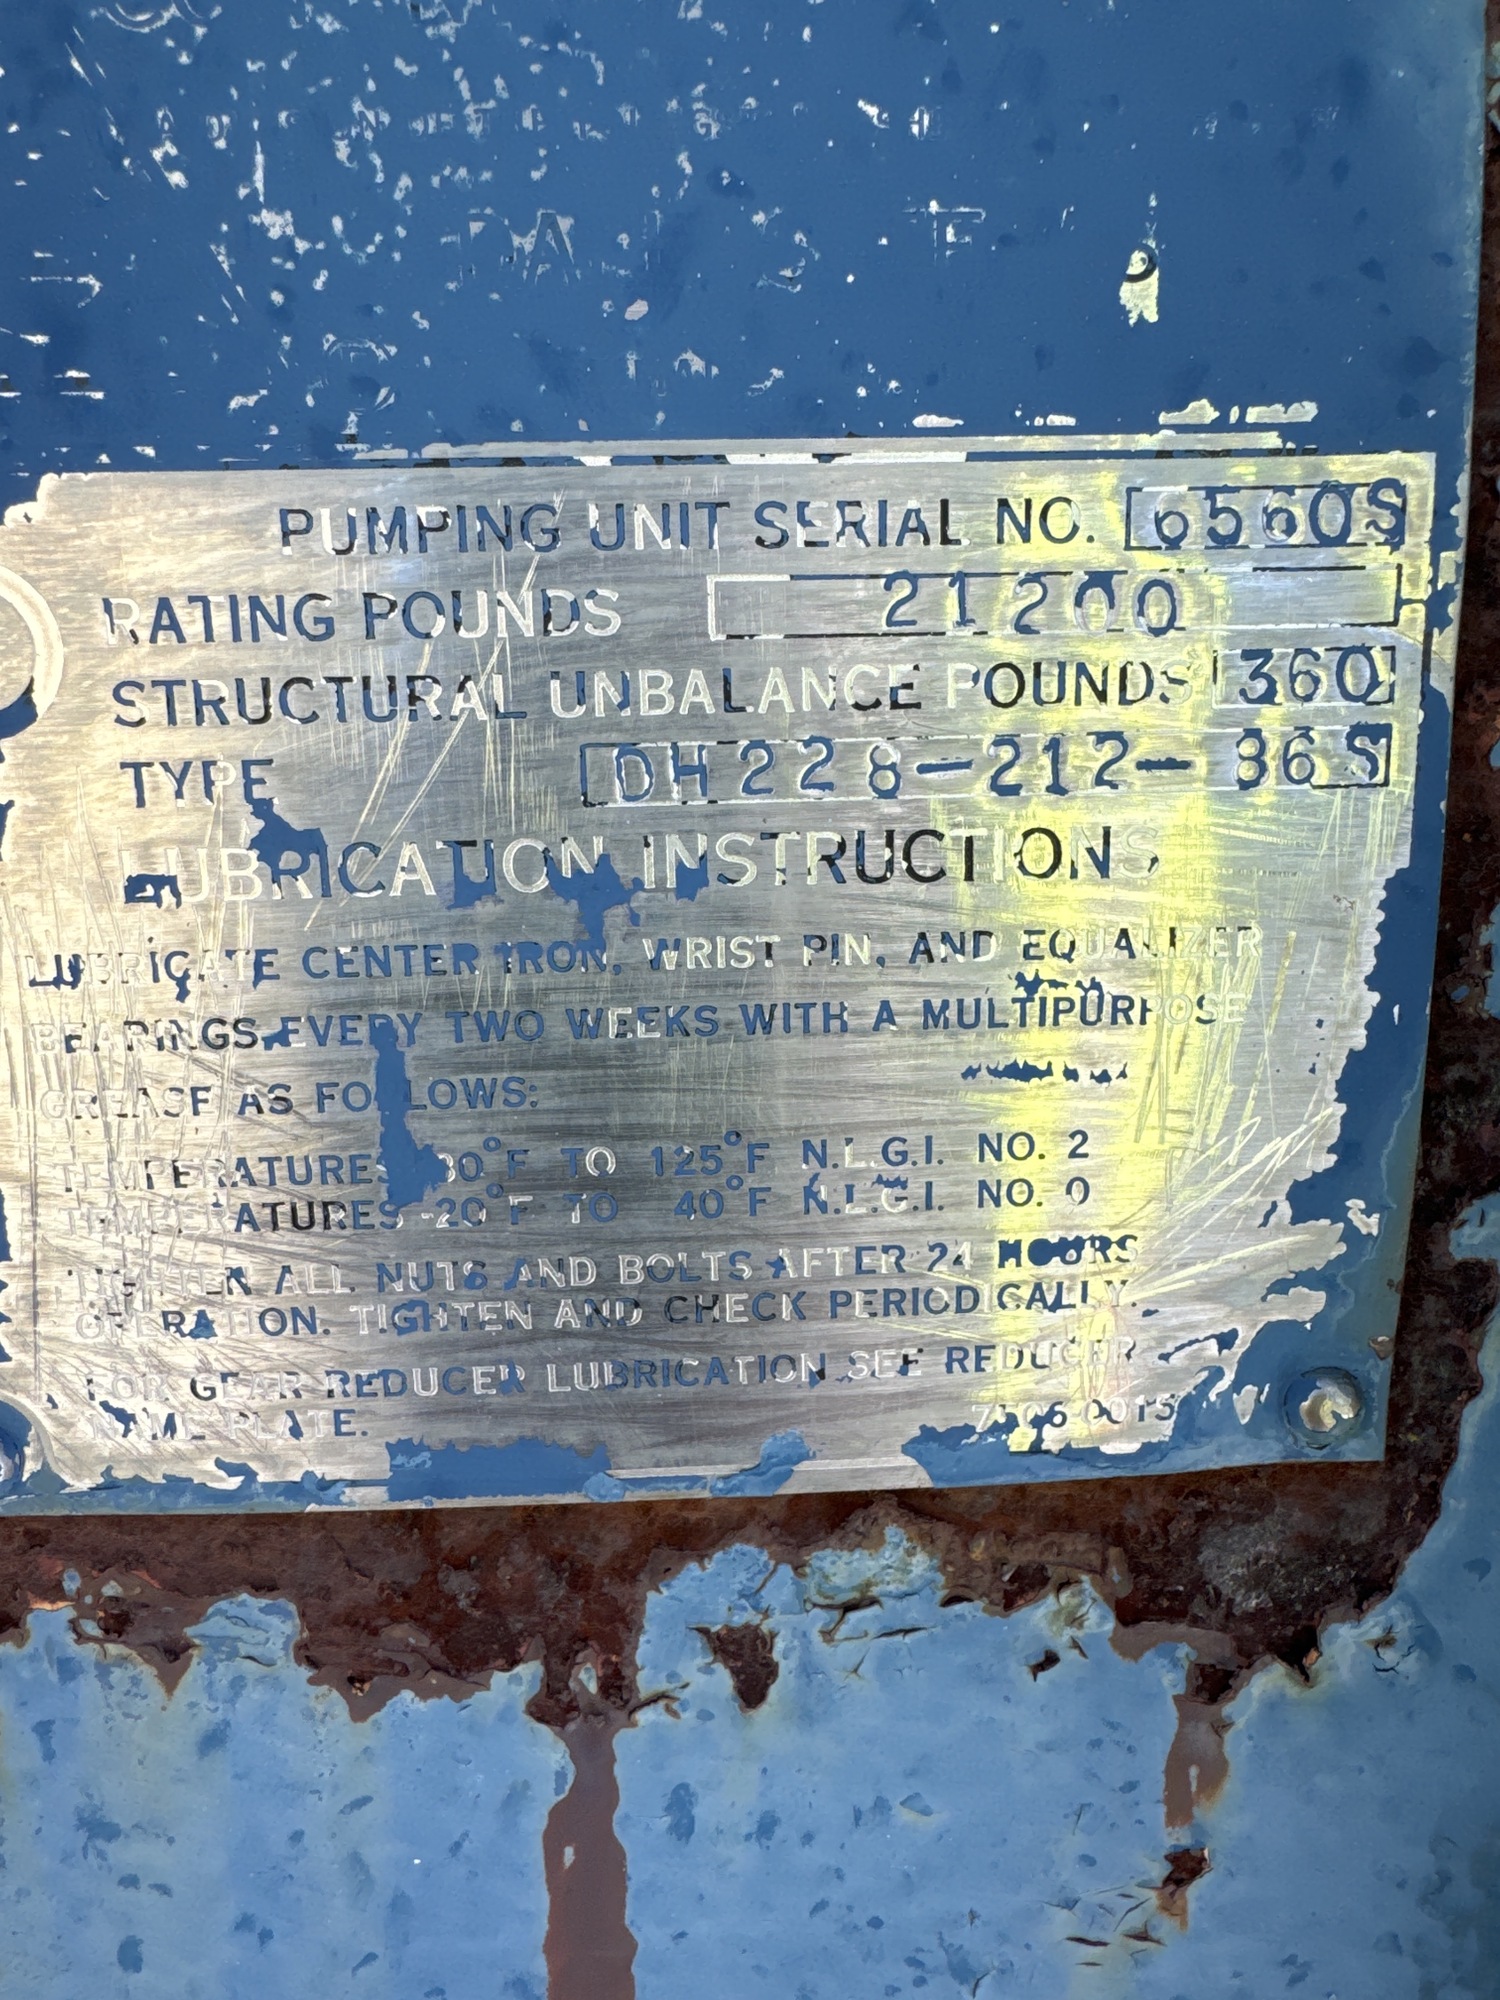 PUMPING UNIT SERIAL NO. 6560S
RATING POUNDS 21200
STRUCTURAL UNBALANCE POUNDS 360
TYPE DH228-212-86S
LUBRICATION INSTRUCTIONS
LUBRICATE CENTER IRON, WRIST PIN, AND EQUALIZER
BEARINGS EVERY TWO WEEKS WITH A MULTIPURPOSE
GREASE AS FOLLOWS:
TEMPERATURES 30°F TO 125°F N.L.G.I. NO. 2
TEMPERATURES -20°F TO 40°F N.L.G.I. NO. 0
TIGHTEN ALL NUTS AND BOLTS AFTER 24 HOURS
OPERATION. TIGHTEN AND CHECK PERIODICALLY.
FOR GEAR REDUCER LUBRICATION SEE REDUCER
NAME PLATE.